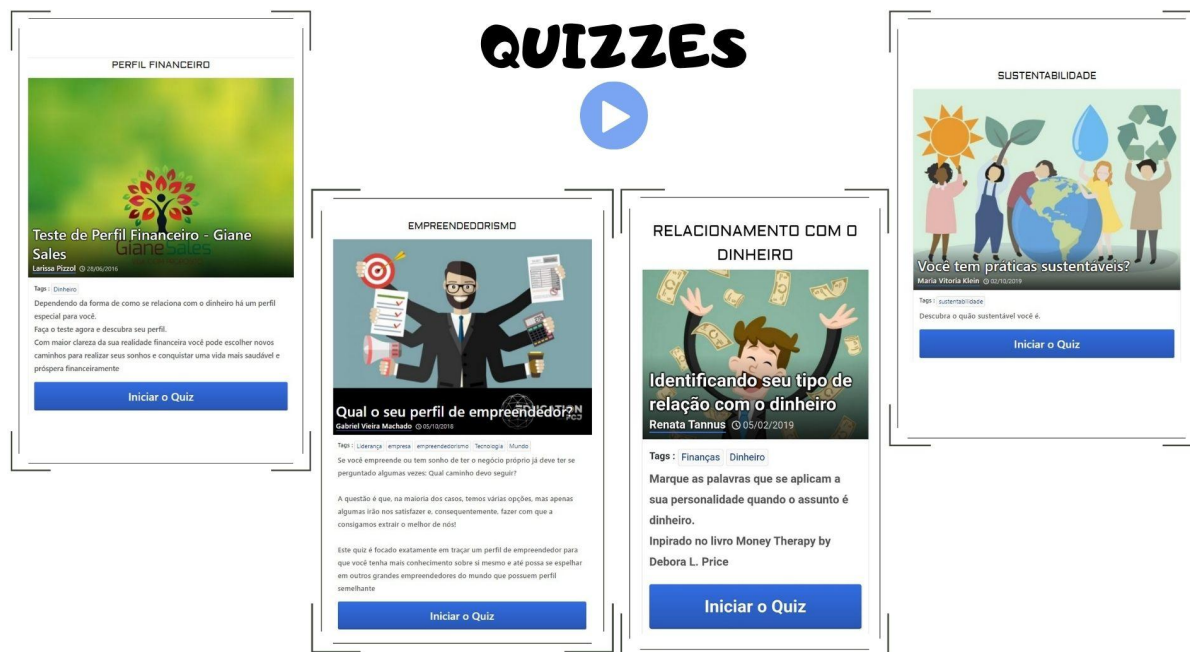 QUIZZES
PERFIL FINANCEIRO
Giane Sales
Teste de Perfil Financeiro - Giane
Sales
Larissa Pizzol 28/06/2016
Tags : Dinheiro
Dependendo da forma de como se relaciona com o dinheiro há um perfil
especial para você.
Faça o teste agora e descubra seu perfil.
Com maior clareza da sua realidade financeira você pode escolher novos
caminhos para realizar seus sonhos e conquistar uma vida mais saudável e
próspera financeiramente
Iniciar o Quiz
EMPREENDEDORISMO
EDUCATION
Qual o seu perfil de empreendedor?
Gabriel Vieira Machado 05/10/2018
Tags : Liderança empresa empreendedorismo Tecnologia Mundo
Se você empreende ou tem sonho de ter o negócio próprio já deve ter se
perguntado algumas vezes: Qual caminho devo seguir?
A questão é que, na maioria dos casos, temos várias opções, mas apenas
algumas irão nos satisfazer e, consequentemente, fazer com que a
consigamos extrair o melhor de nós!
Este quiz é focado exatamente em traçar um perfil de empreendedor para
que você tenha mais conhecimento sobre si mesmo e até possa se espelhar
em outros grandes empreendedores do mundo que possuem perfil
semelhante
Iniciar o Quiz
RELACIONAMENTO COM O
DINHEIRO
Identificando seu tipo de
relação com o dinheiro
Renata Tannus 05/02/2019
Tags : Finanças Dinheiro
Marque as palavras que se aplicam a
sua personalidade quando o assunto é
dinheiro.
Inpirado no livro Money Therapy by
Debora L. Price
Iniciar o Quiz
SUSTENTABILIDADE
Você tem práticas sustentáveis?
Maria Vitoria Klein 02/10/2019
Tags : sustentabilidade
Descubra o quão sustentável você é.
Iniciar o Quiz